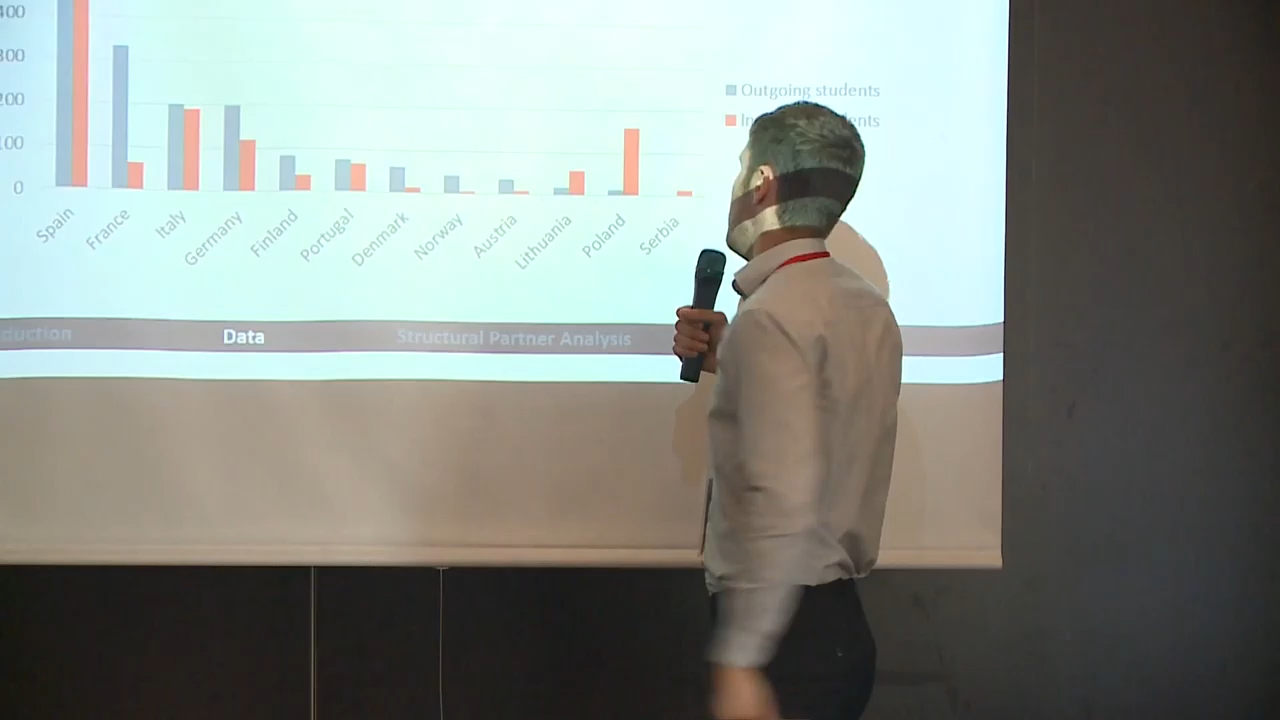 400
300
200
100
0
Outgoing students
Spain
France
Italy
Germany
Finland
Portugal
Denmark
Norway
Austria
Lithuania
Poland
Serbia
Data
Structural Partner Analysis